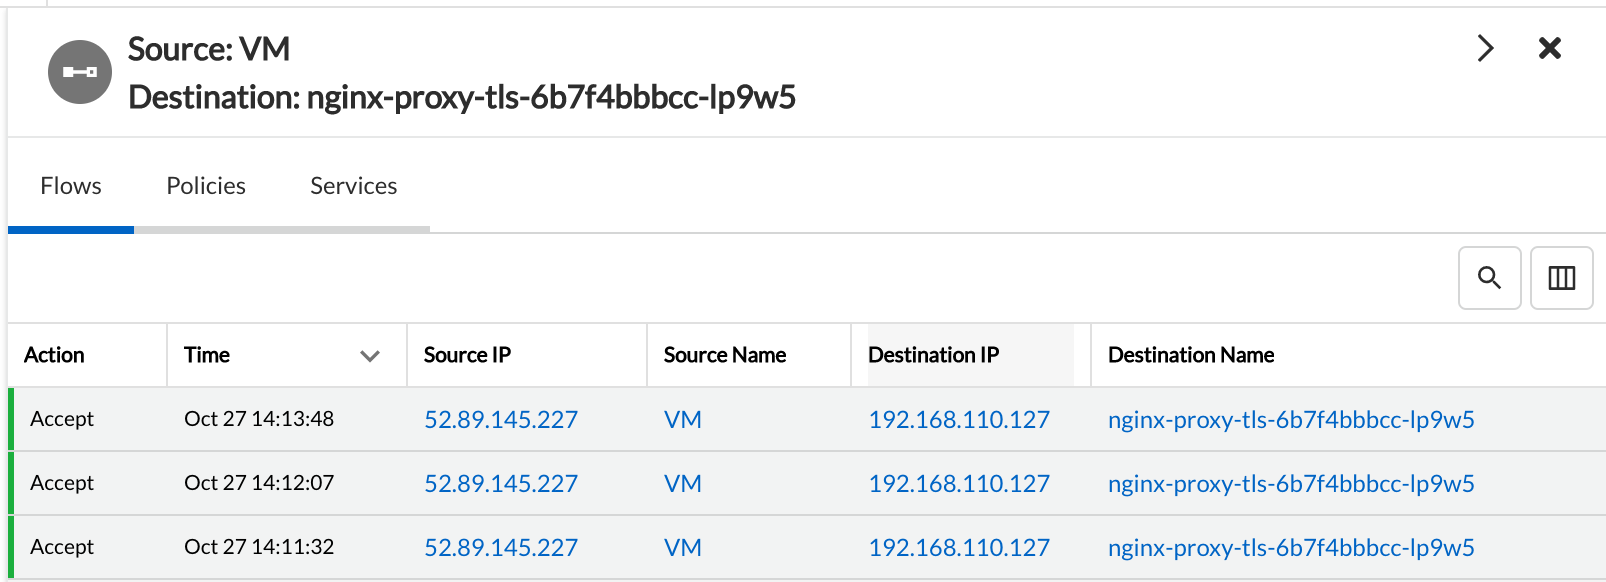 Source: VM
Destination: nginx-proxy-tls-6b7f4bbbcc-lp9w5
Flows Policies Services
Action Time Source IP Source Name Destination IP Destination Name
Accept Oct 27 14:13:48 52.89.145.227 VM 192.168.110.127 nginx-proxy-tls-6b7f4bbbcc-lp9w5
Accept Oct 27 14:12:07 52.89.145.227 VM 192.168.110.127 nginx-proxy-tls-6b7f4bbbcc-lp9w5
Accept Oct 27 14:11:32 52.89.145.227 VM 192.168.110.127 nginx-proxy-tls-6b7f4bbbcc-lp9w5